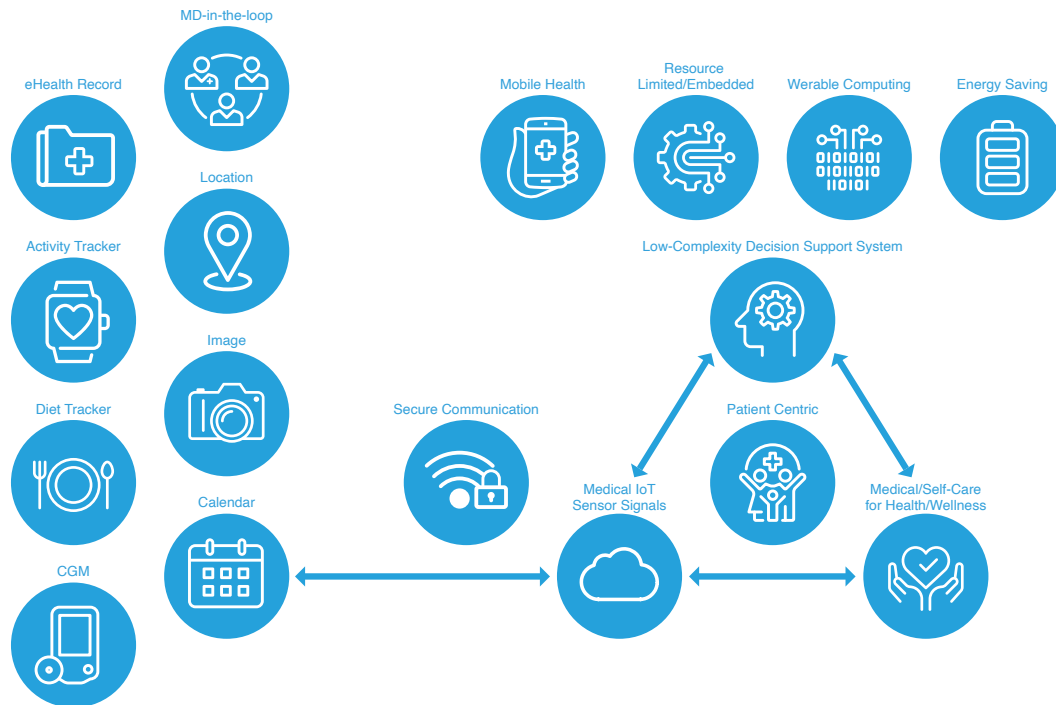 MD-in-the-loop
eHealth Record
Location
Activity Tracker
Image
Diet Tracker
Calendar
CGM
Mobile Health
Resource
Limited/Embedded
Werable Computing
Energy Saving
Low-Complexity Decision Support System
Secure Communication
Patient Centric
Medical IoT
Sensor Signals
Medical/Self-Care
for Health/Wellness